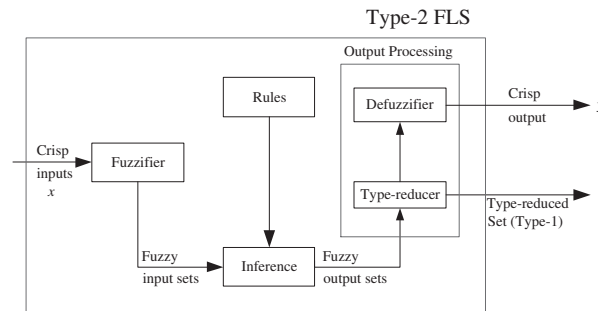 Type-2 FLS
Output Processing
Rules
Defuzzifier
Crisp
output
Crisp
inputs
x
Fuzzifier
Type-reducer
Type-reduced
Set (Type-1)
Fuzzy
input sets
Inference
Fuzzy
output sets